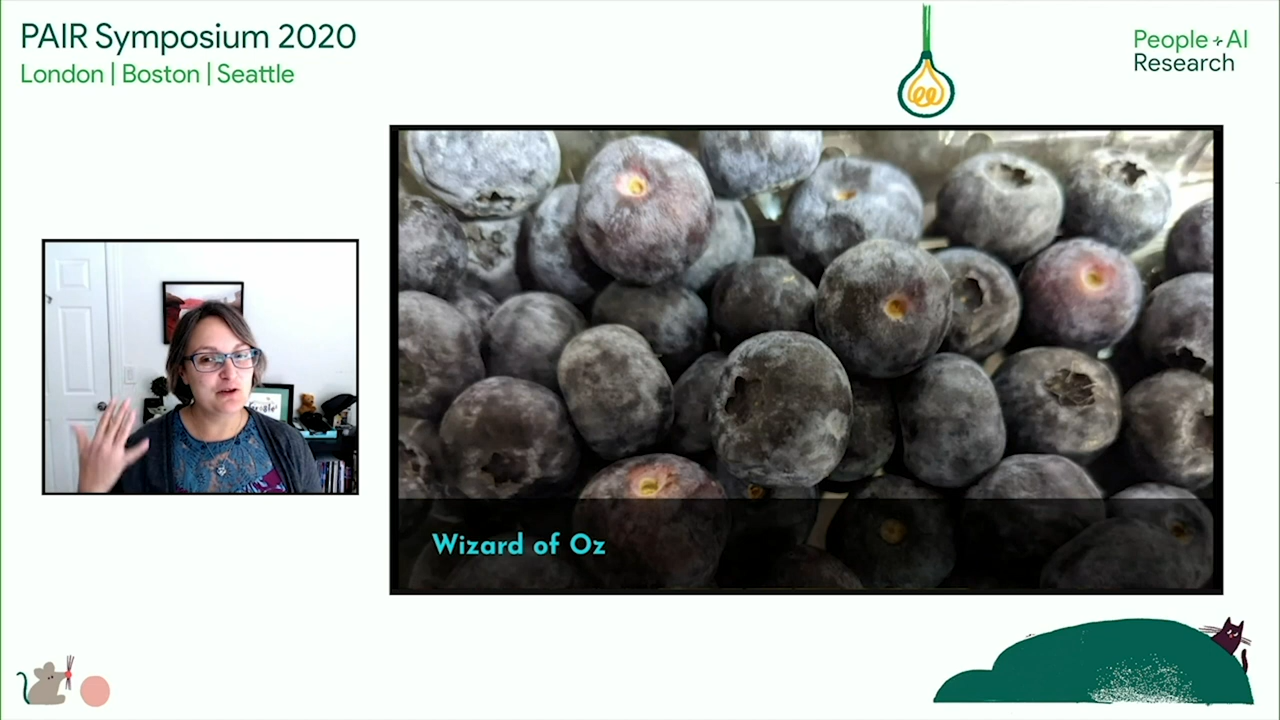 PAIR Symposium 2020
London | Boston | Seattle
People + AI
Research
Wizard of Oz